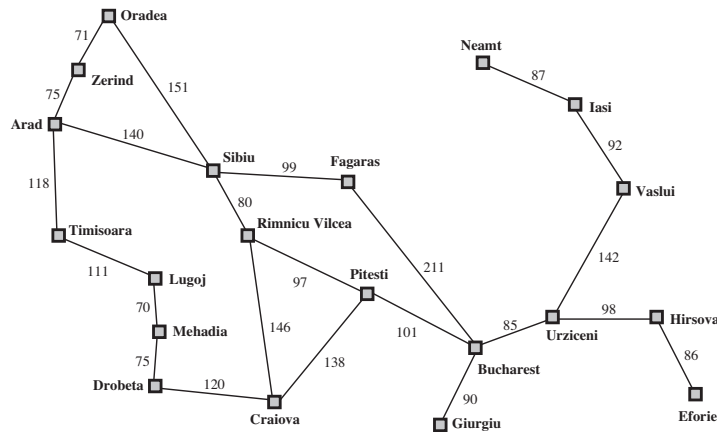 Oradea
71
Neamt
Zerind
87
75
151
Iasi
Arad
140
92
Sibiu
99
Fagaras
118
Vaslui
80
Timisoara
Rimnicu Vilcea
111
142
Lugoj
97
Pitesti
211
70
98
Hirsova
Mehadia
146
101
85
Urziceni
138
86
75
Bucharest
Drobeta
120
90
Craiova
Eforie
Giurgiu